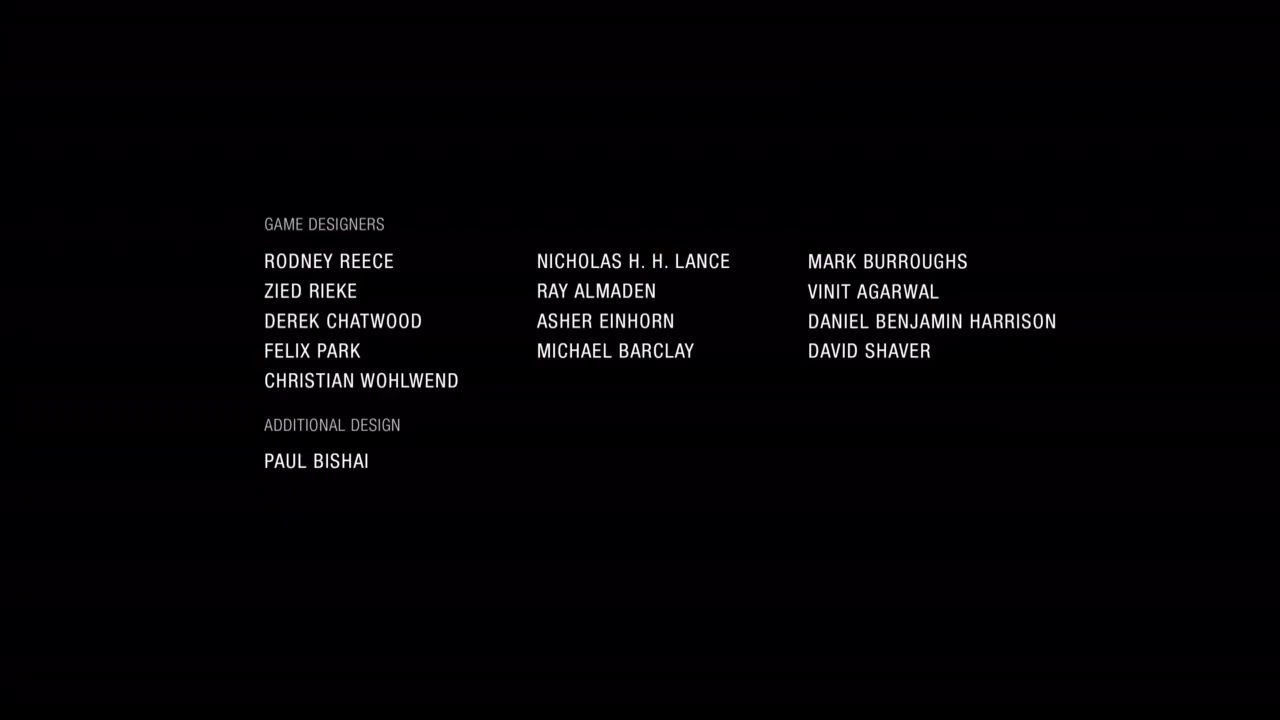 GAME DESIGNERS
RODNEY REECE
ZIED RIEKE
DEREK CHATWOOD
FELIX PARK
CHRISTIAN WOHLWEND
NICHOLAS H. H. LANCE
RAY ALMADEN
ASHER EINHORN
MICHAEL BARCLAY
MARK BURROUGHS
VINIT AGARWAL
DANIEL BENJAMIN HARRISON
DAVID SHAVER
ADDITIONAL DESIGN
PAUL BISHAI